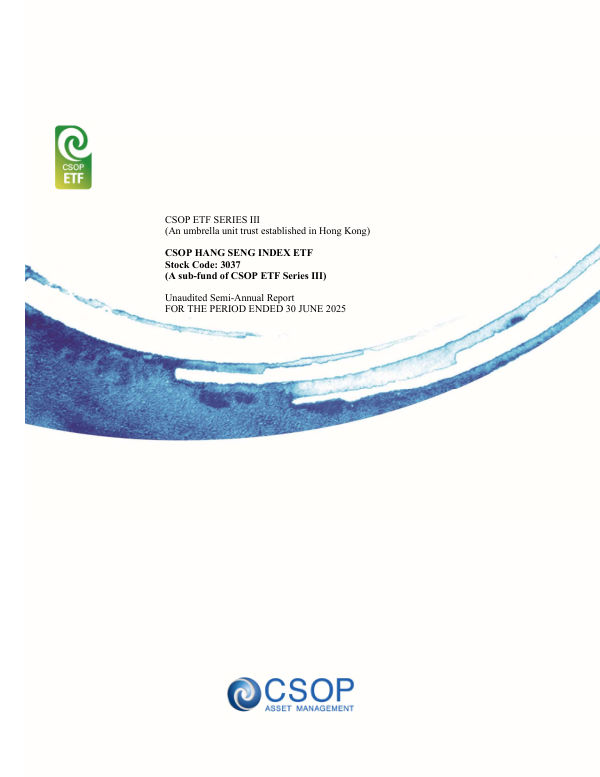 CSOP
ETF
CSOP ETF SERIES III
(An umbrella unit trust established in Hong Kong)
CSOP HANG SENG INDEX ETF
Stock Code: 3037
(A sub-fund of CSOP ETF Series III)
Unaudited Semi-Annual Report
FOR THE PERIOD ENDED 30 JUNE 2025
CSOP
ASSET MANAGEMENT